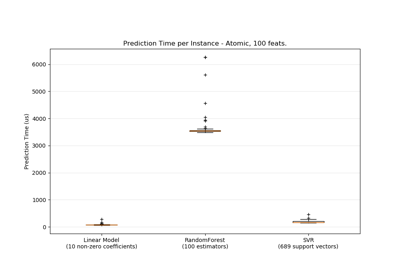 Prediction Time per Instance - Atomic, 100 feats.
6000
5000
4000
3000
2000
1000
0
Prediction Time (us)
Linear Model
(10 non-zero coefficients)
RandomForest
(100 estimators)
SVR
(689 support vectors)